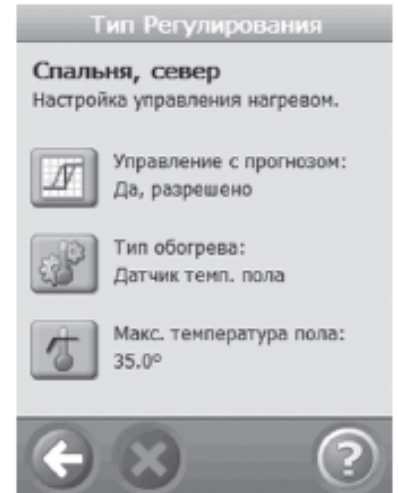 Тип Регулирования
Спальня, север
Настройка управления нагревом.
Управление с прогнозом:
Да, разрешено
Тип обогрева:
Датчик темп. пола
Макс. температура пола:
35.0º
?